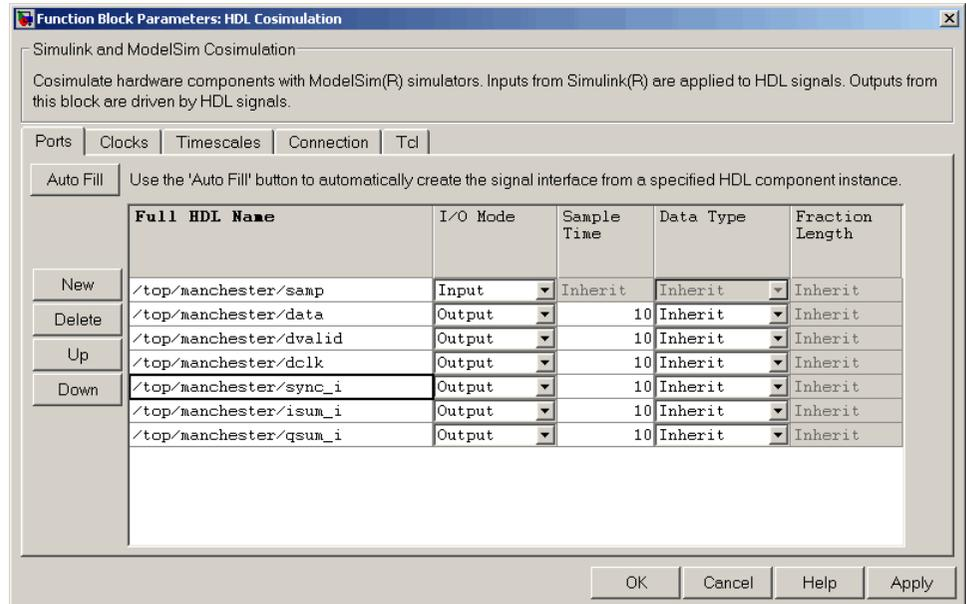 Function Block Parameters: HDL Cosimulation
Simulink and ModelSim Cosimulation
Cosimulate hardware components with ModelSim(R) simulators. Inputs from Simulink(R) are applied to HDL signals. Outputs from
this block are driven by HDL signals.
Ports Clocks Timescales Connection Tcl
Auto Fill Use the 'Auto Fill' button to automatically create the signal interface from a specified HDL component instance.
Full HDL Name I/O Mode Sample Time Data Type Fraction Length
New /top/manchester/samp Input Inherit Inherit Inherit
Delete /top/manchester/data Output 10 Inherit Inherit
/top/manchester/dvalid Output 10 Inherit Inherit
Up /top/manchester/dclk Output 10 Inherit Inherit
Down /top/manchester/sync_i Output 10 Inherit Inherit
/top/manchester/isum_i Output 10 Inherit Inherit
/top/manchester/qsum_i Output 10 Inherit Inherit
OK Cancel Help Apply